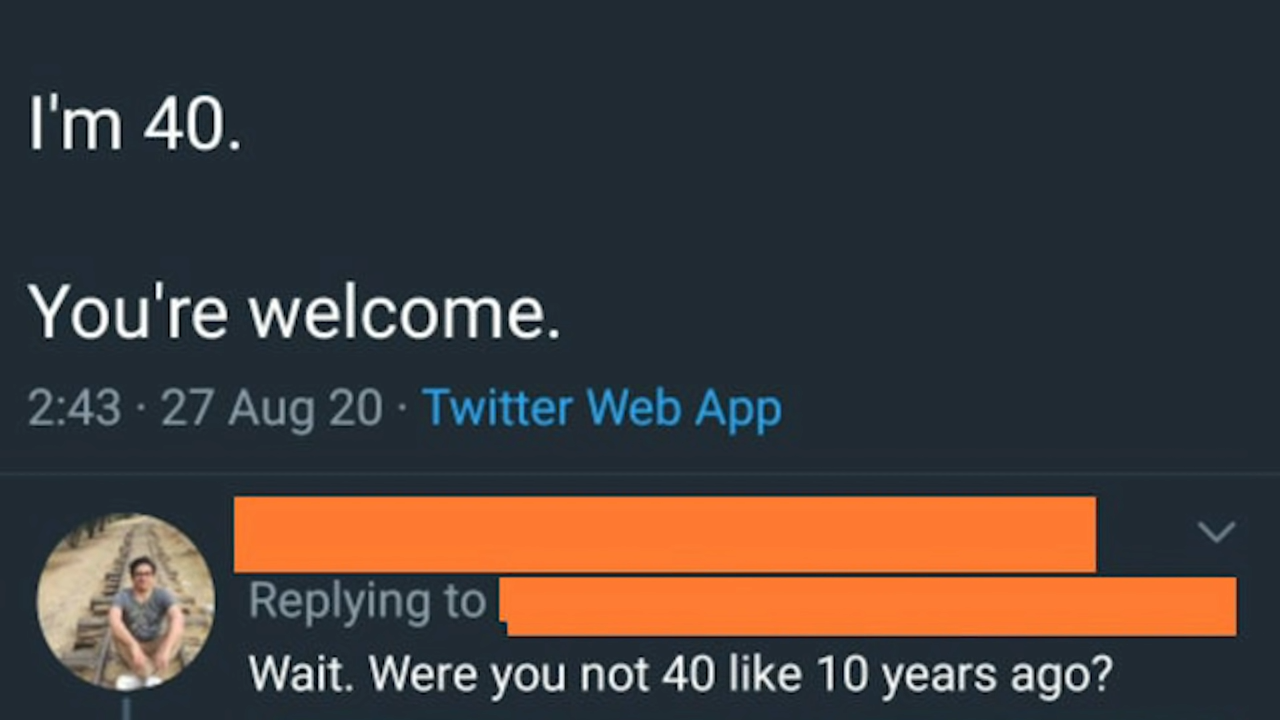 I'm 40.
You're welcome.
2:43 · 27 Aug 20 · Twitter Web App
Replying to
Wait. Were you not 40 like 10 years ago?